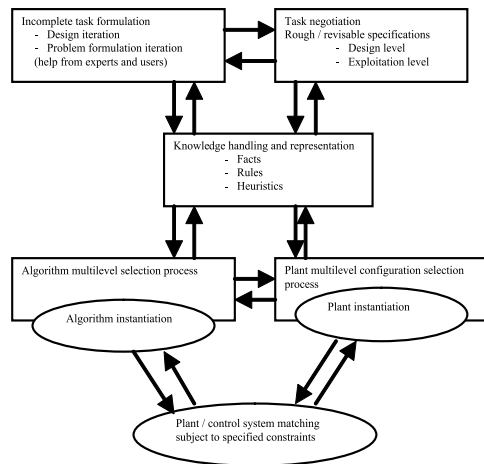 Incomplete task formulation
- Design iteration
- Problem formulation iteration
(help from experts and users)
Task negotiation
Rough / revisable specifications
- Design level
- Exploitation level
Knowledge handling and representation
- Facts
- Rules
- Heuristics
Algorithm multilevel selection process
Algorithm instantiation
Plant multilevel configuration selection
process
Plant instantiation
Plant / control system matching
subject to specified constraints